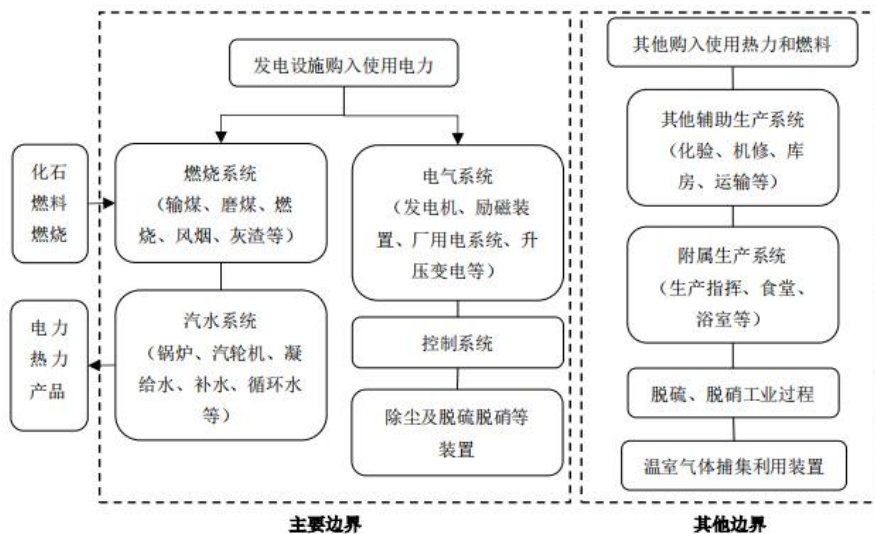 发电设施购入使用电力
化石
燃料
燃烧
燃烧系统
（输煤、磨煤、燃
烧、风烟、灰渣等）
电气系统
（发电机、励磁装
置、厂用电系统、升
压变电等）
电力
热力
产品
汽水系统
（锅炉、汽轮机、凝
给水、补水、循环水
等）
控制系统
除尘及脱硫脱硝等
装置
主要边界
其他购入使用热力和燃料
其他辅助生产系统
（化验、机修、库
房、运输等）
附属生产系统
（生产指挥、食堂、
浴室等）
脱硫、脱硝工业过程
温室气体捕集利用装置
其他边界